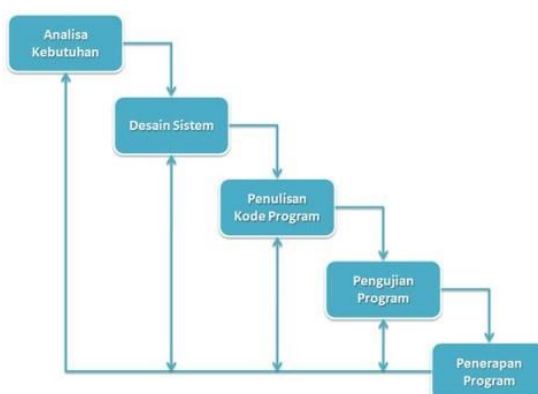 Analisa
Kebutuhan
Desain Sistem
Penulisan
Kode Program
Pengujian
Program
Penerapan
Program